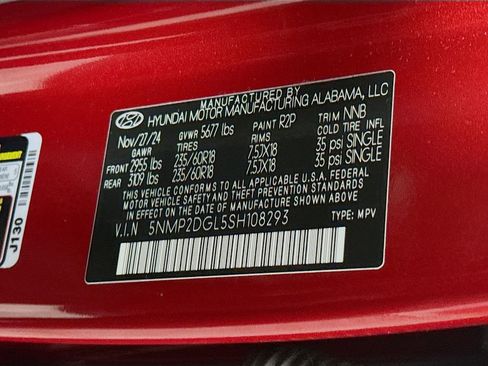 MANUFACTURED BY
HYUNDAI MOTOR MANUFACTURING ALABAMA, LLC
Nov/27/24 GVWR 5677 lbs PAINT R2P TRIM NNB
GAWR TIRES COLD TIRE INFL
FRONT 2955 lbs 235/60R18 7.5JX18 35 psi SINGLE
REAR 3109 lbs 235/60R18 7.5JX18 35 psi SINGLE
THIS VEHICLE CONFORMS TO ALL APPLICABLE U.S. FEDERAL
MOTOR VEHICLE SAFETY AND THEFT PREVENTION STANDARDS
IN EFFECT ON THE DATE OF MANUFACTURE SHOWN ABOVE.
V.I.N 5NMP2DGL5SH108293 TYPE: MPV
J130